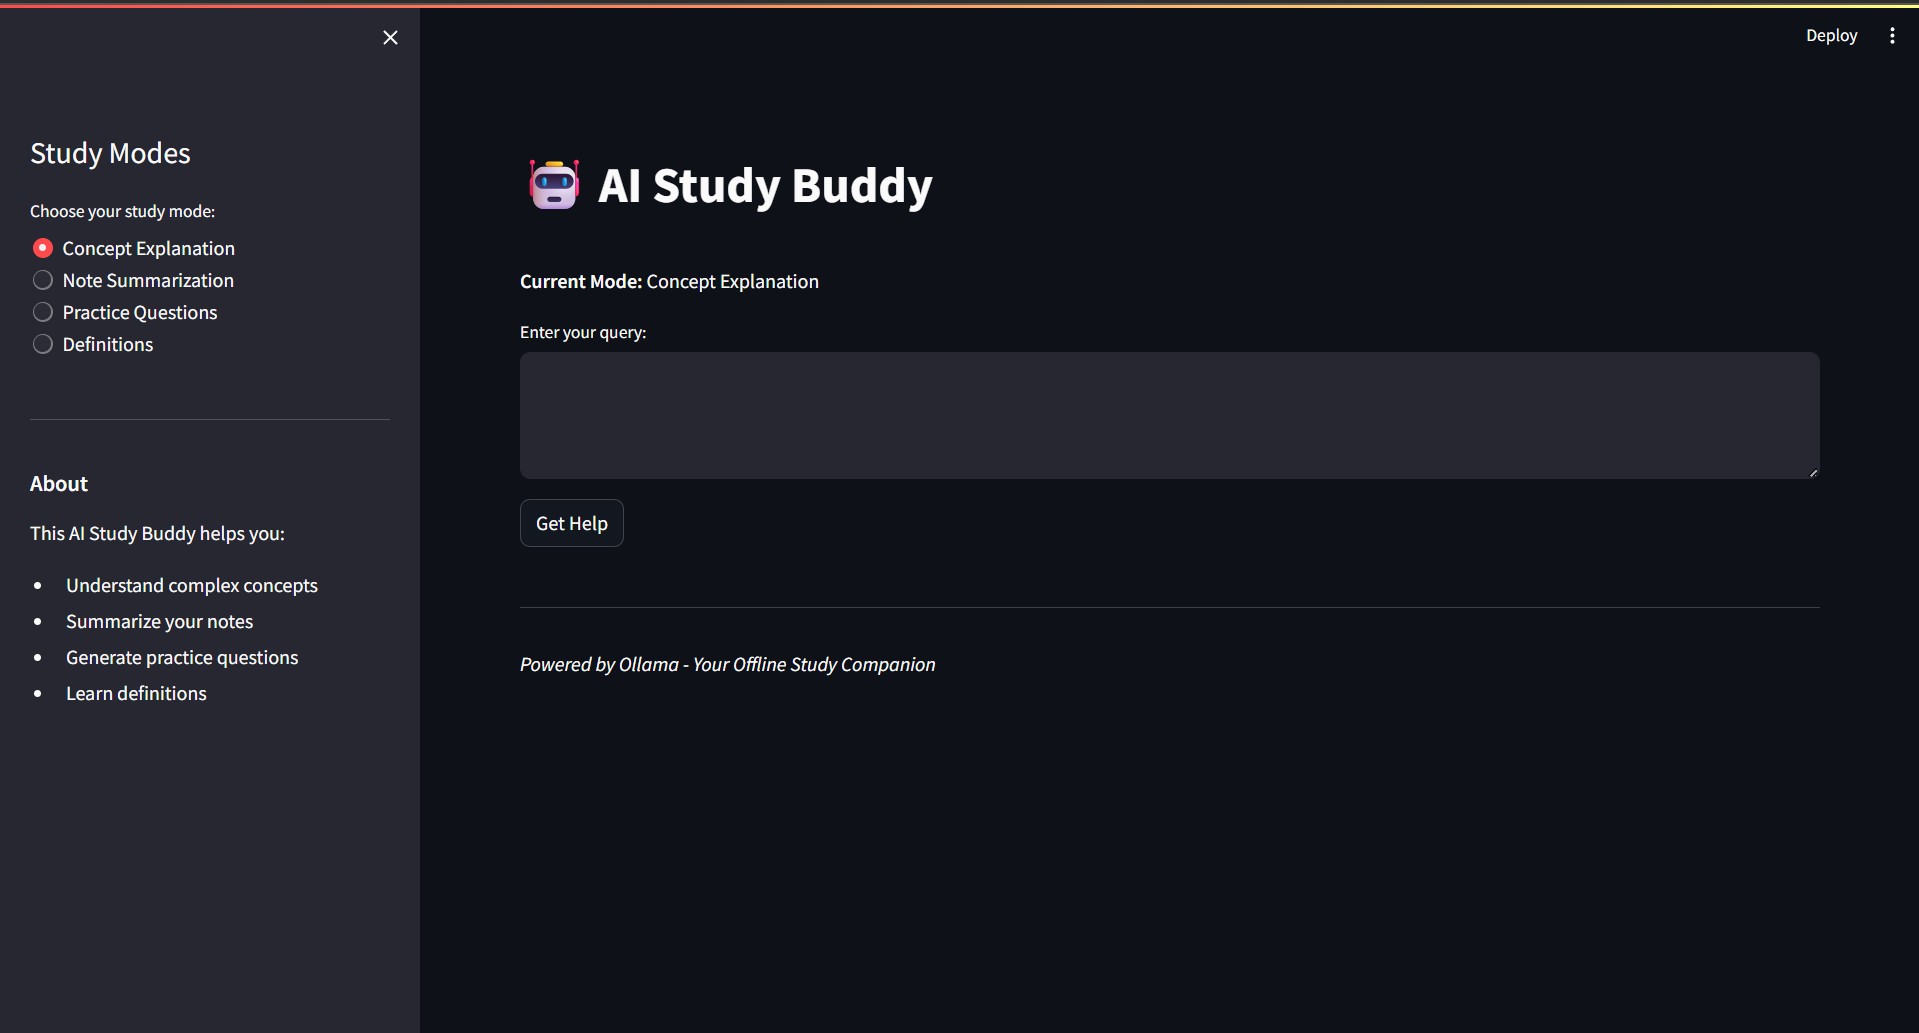 Deploy
Study Modes
Choose your study mode:
Concept Explanation
Note Summarization
Practice Questions
Definitions
About
This AI Study Buddy helps you:
• Understand complex concepts
• Summarize your notes
• Generate practice questions
• Learn definitions
AI Study Buddy
Current Mode: Concept Explanation
Enter your query:
Get Help
Powered by Ollama - Your Offline Study Companion